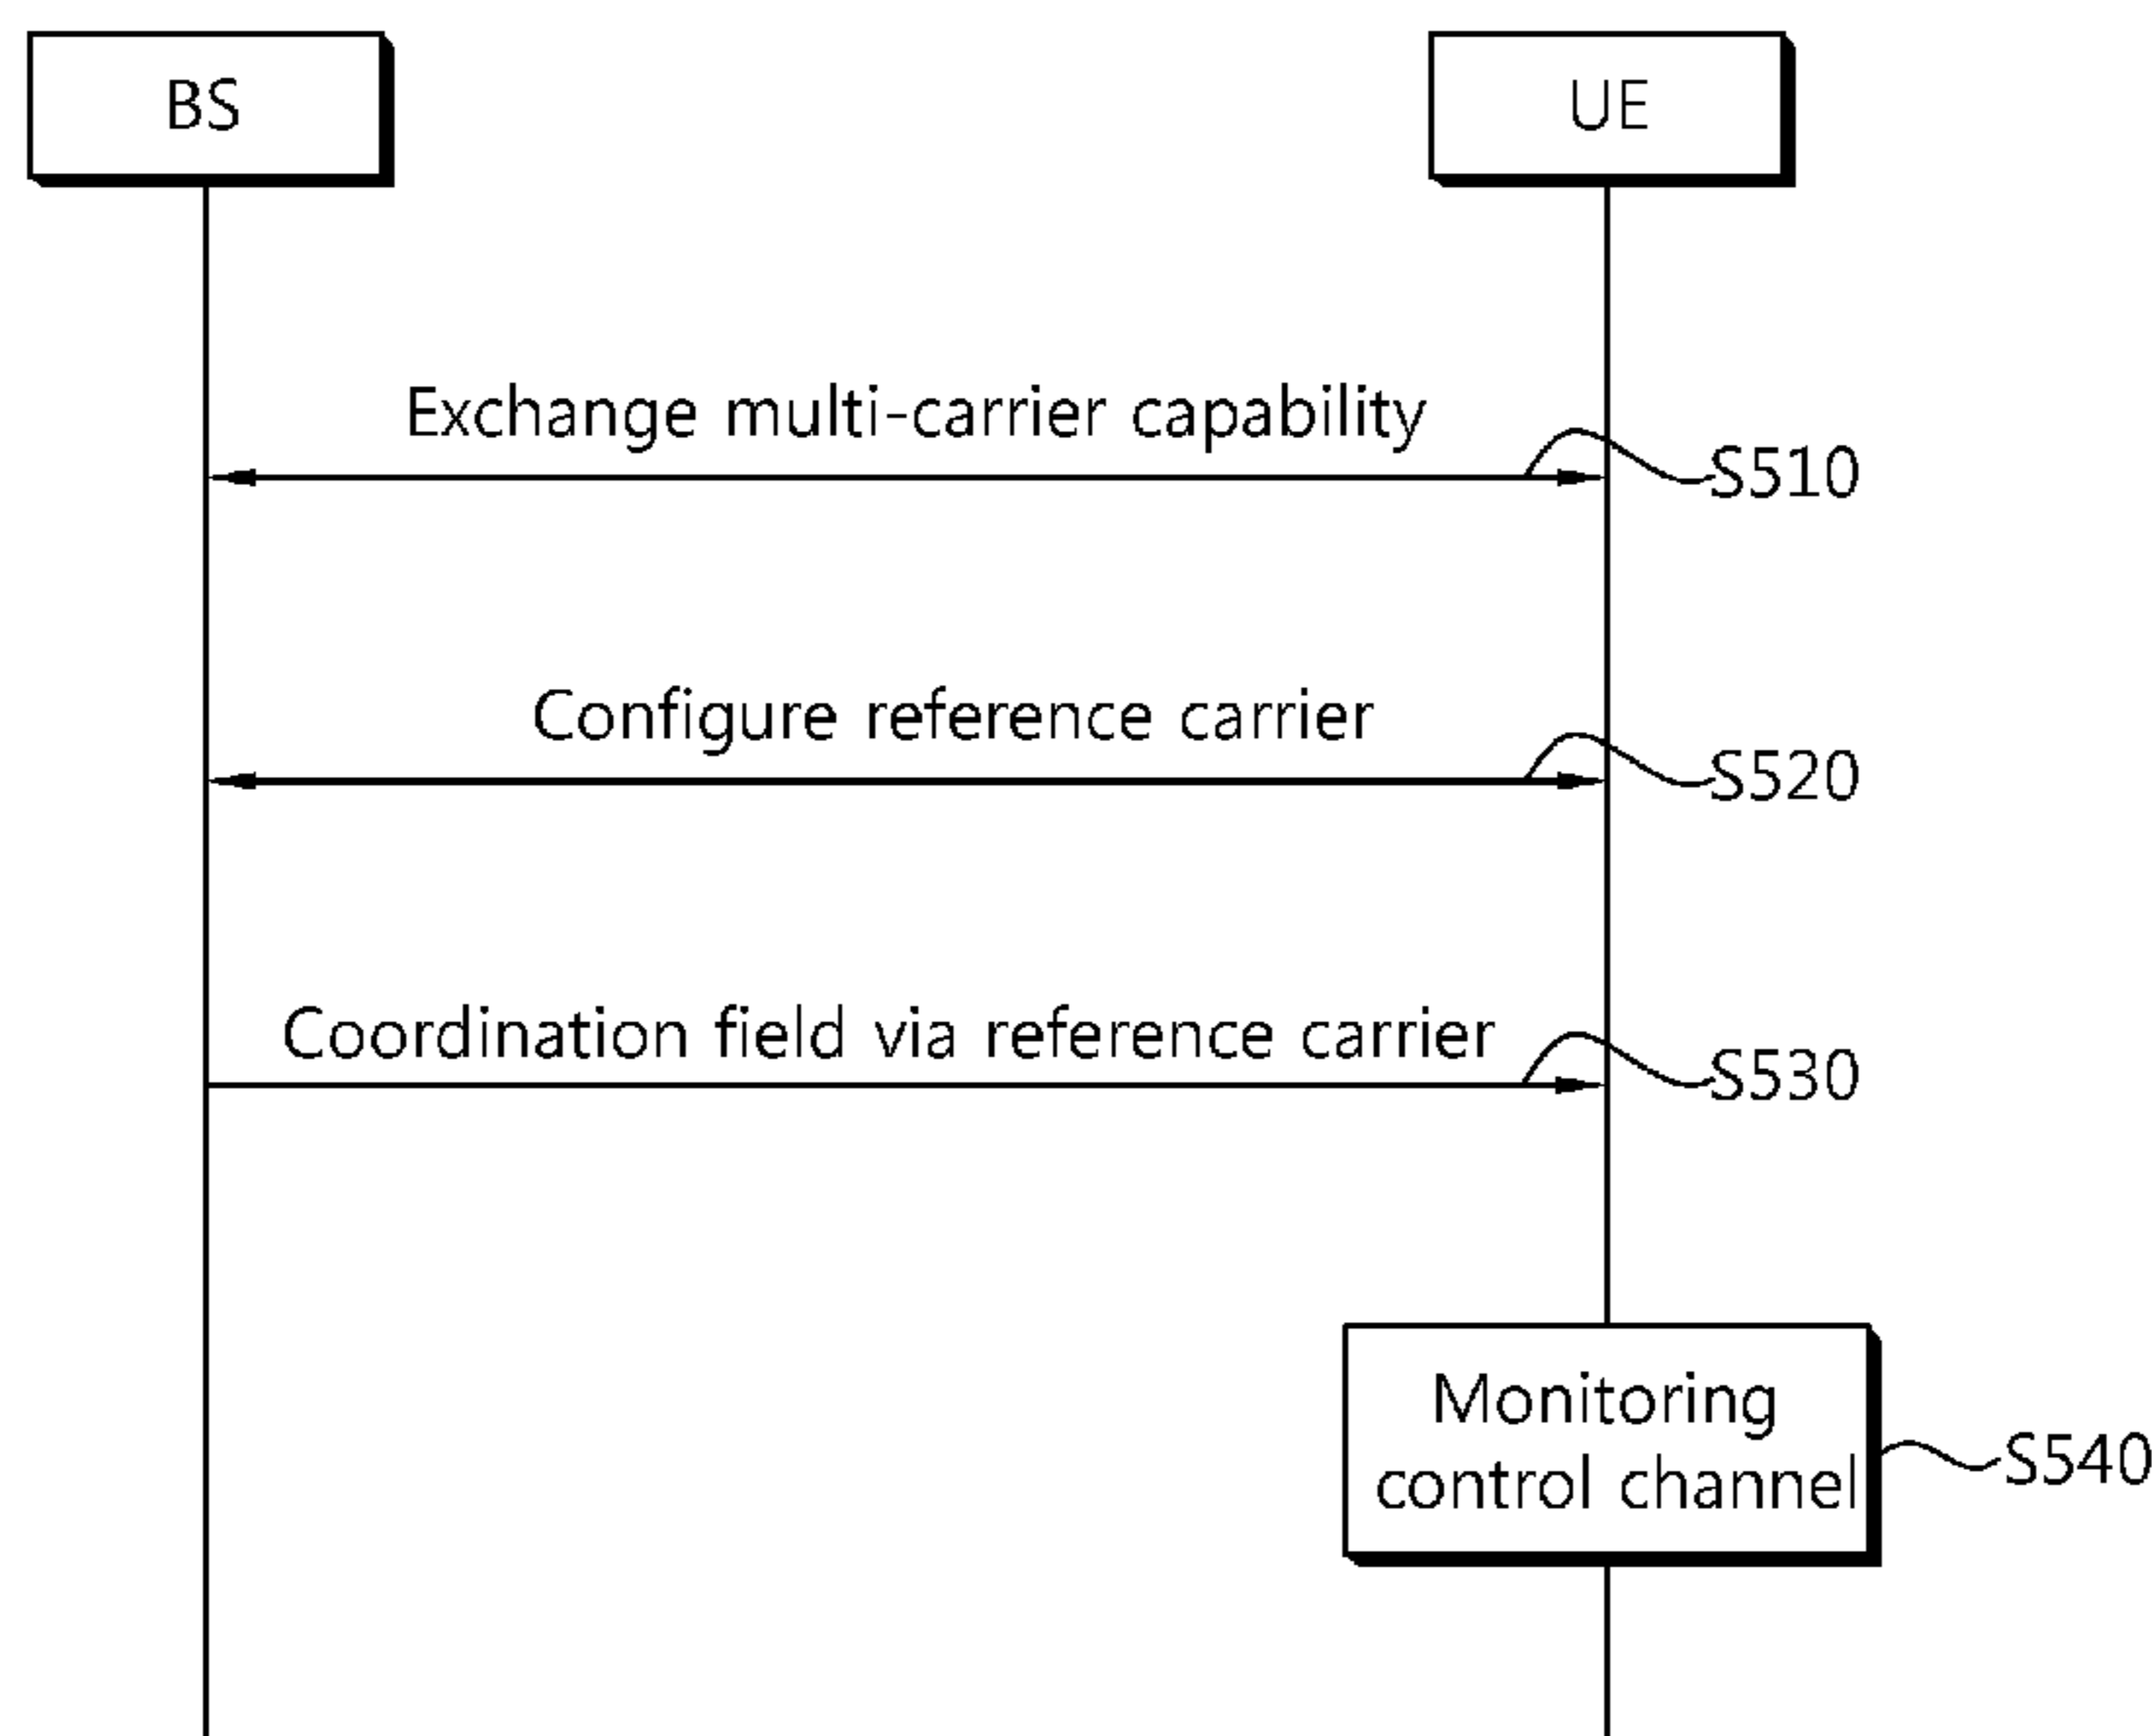 BS
UE
Exchange multi-carrier capability
S510
Configure reference carrier
S520
Coordination field via reference carrier
S530
Monitoring
control channel
S540